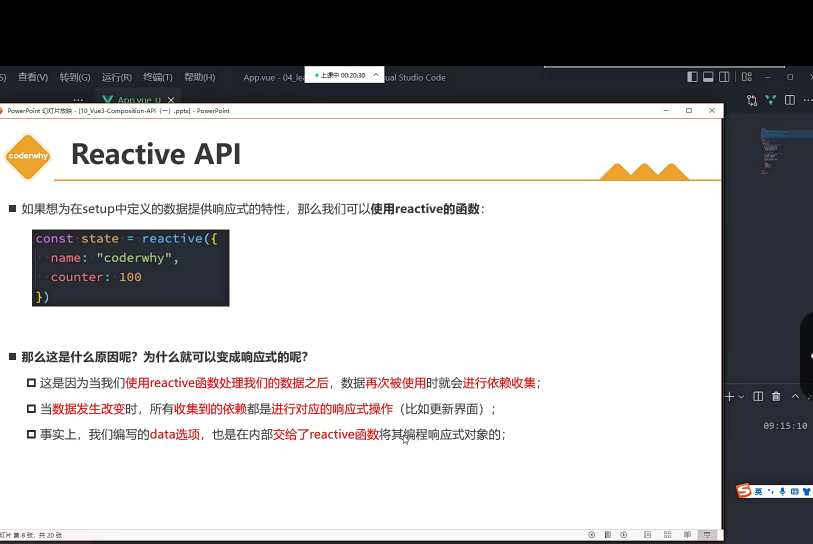 查看(V) 转到(G) 运行(R) 终端(T) 帮助(H) App.vue - 04_lea
上课中 00:20:30
ual Studio Code
App.vue U
PowerPoint 幻灯片放映 - [10_Vue3-Composition-API（一）.pptx] - PowerPoint
coderwhy
Reactive API
如果想为在setup中定义的数据提供响应式的特性，那么我们可以使用reactive的函数：
const state = reactive({
name: "coderwhy",
counter: 100
})
那么这是什么原因呢？为什么就可以变成响应式的呢？
这是因为当我们使用reactive函数处理我们的数据之后，数据再次被使用时就会进行依赖收集；
当数据发生改变时，所有收集到的依赖都是进行对应的响应式操作（比如更新界面）；
事实上，我们编写的data选项，也是在内部交给了reactive函数将其编程响应式对象的；
09:15:10
英
灯片 第 8 张，共 20 张